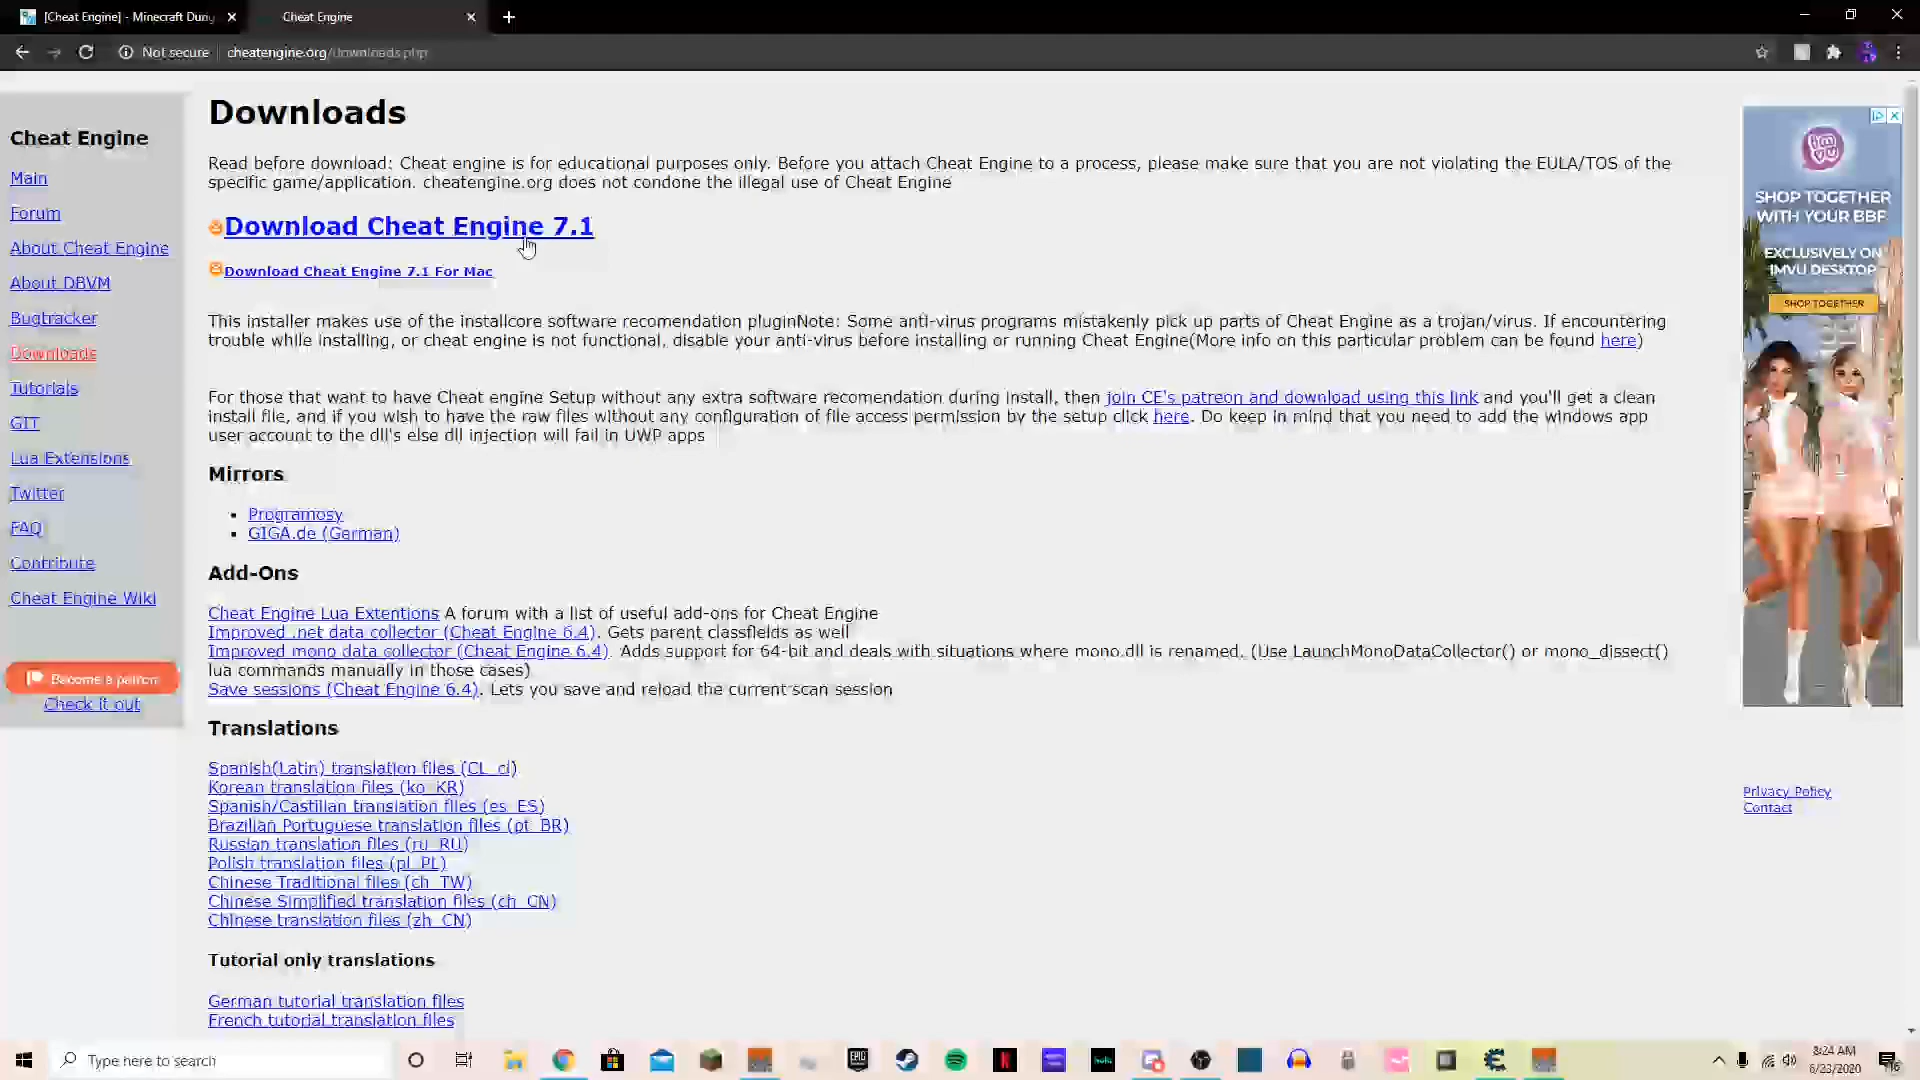 [Cheat Engine] - Minecraft Dung
Cheat Engine
Not secure
cheatengine.org/downloads.php
Cheat Engine
Main
Forum
About Cheat Engine
About DBVM
Bugtracker
Downloads
Tutorials
GIT
Lua Extensions
Twitter
FAQ
Contribute
Cheat Engine Wiki
Become a patron
Check it out
Downloads
Read before download: Cheat engine is for educational purposes only. Before you attach Cheat Engine to a process, please make sure that you are not violating the EULA/TOS of the
specific game/application. cheatengine.org does not condone the illegal use of Cheat Engine
Download Cheat Engine 7.1
Download Cheat Engine 7.1 For Mac
This installer makes use of the installcore software recomendation pluginNote: Some anti-virus programs mistakenly pick up parts of Cheat Engine as a trojan/virus. If encountering
trouble while installing, or cheat engine is not functional, disable your anti-virus before installing or running Cheat Engine(More info on this particular problem can be found here)
For those that want to have Cheat engine Setup without any extra software recomendation during install, then join CE's patreon and download using this link and you'll get a clean
install file, and if you wish to have the raw files without any configuration of file access permission by the setup click here. Do keep in mind that you need to add the windows app
user account to the dll's else dll injection will fail in UWP apps
Mirrors
Programosy
GIGA.de (German)
Add-Ons
Cheat Engine Lua Extentions A forum with a list of useful add-ons for Cheat Engine
Improved .net data collector (Cheat Engine 6.4). Gets parent classfields as well
Improved mono data collector (Cheat Engine 6.4). Adds support for 64-bit and deals with situations where mono.dll is renamed. (Use LaunchMonoDataCollector() or mono_dissect()
lua commands manually in those cases)
Save sessions (Cheat Engine 6.4). Lets you save and reload the current scan session
Translations
Spanish(Latin) translation files (CL_cl)
Korean translation files (ko_KR)
Spanish/Castilian translation files (es_ES)
Brazilian Portuguese translation files (pt_BR)
Russian translation files (ru_RU)
Polish translation files (pl_PL)
Chinese Traditional files (ch_TW)
Chinese Simplified translation files (ch_CN)
Chinese translation files (zh_CN)
Tutorial only translations
German tutorial translation files
French tutorial translation files
imvu
SHOP TOGETHER
WITH YOUR BBF
EXCLUSIVELY ON
IMVU DESKTOP
SHOP TOGETHER
Privacy Policy
Contact
Type here to search
EPIC
hulu
8:24 AM
6/23/2020